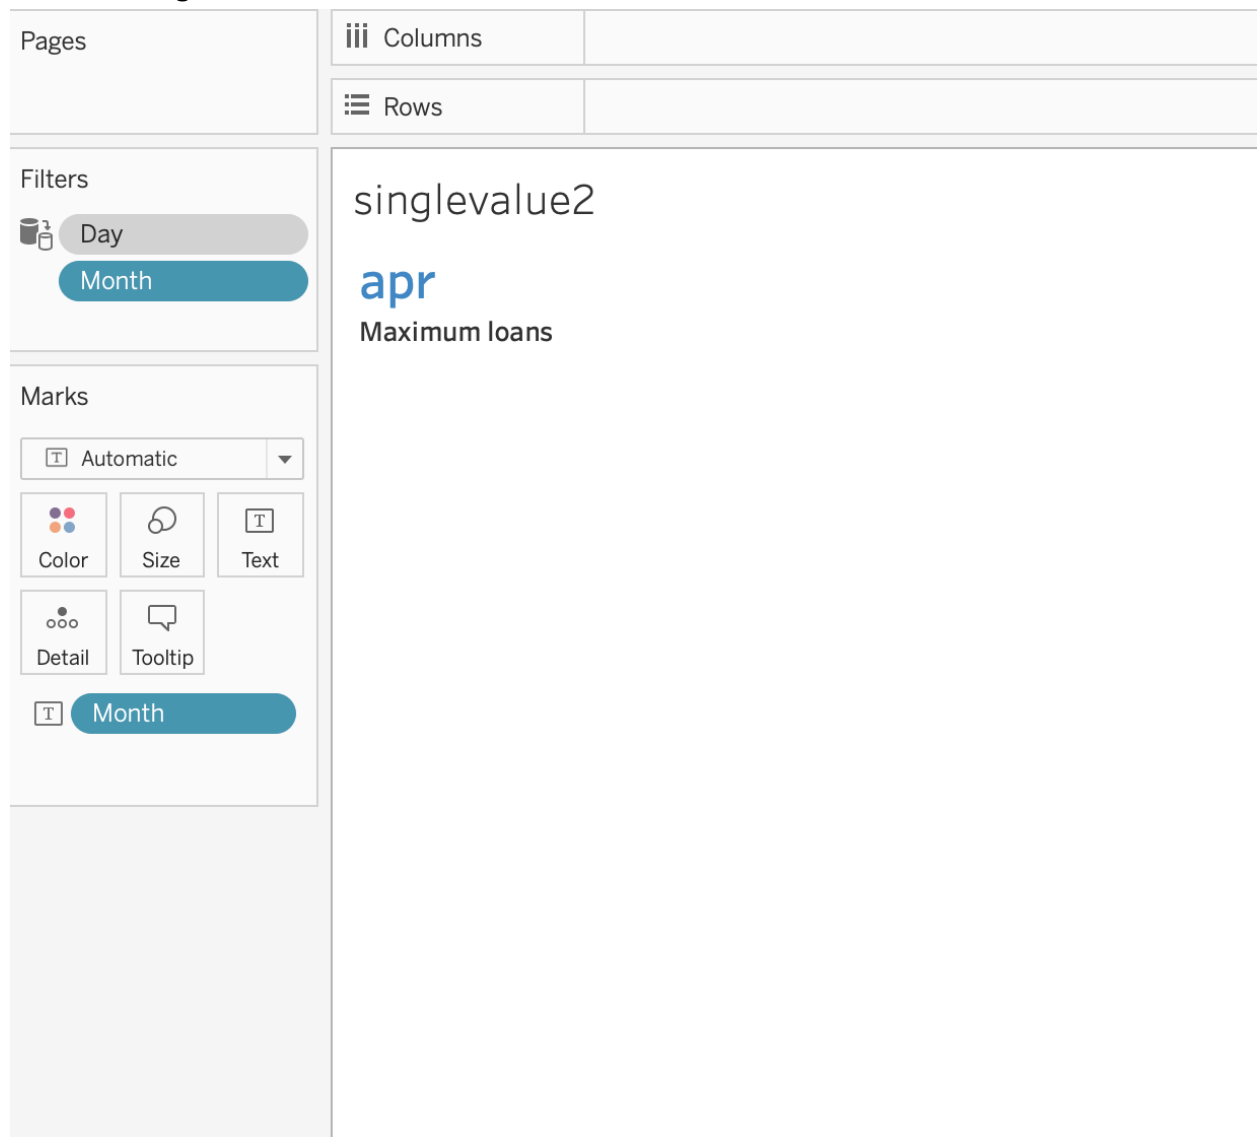 Pages
Columns
Rows
Filters
Day
Month
singlevalue2
apr
Maximum loans
Marks
T Automatic
Color
Size
T
Text
Detail
Tooltip
T Month